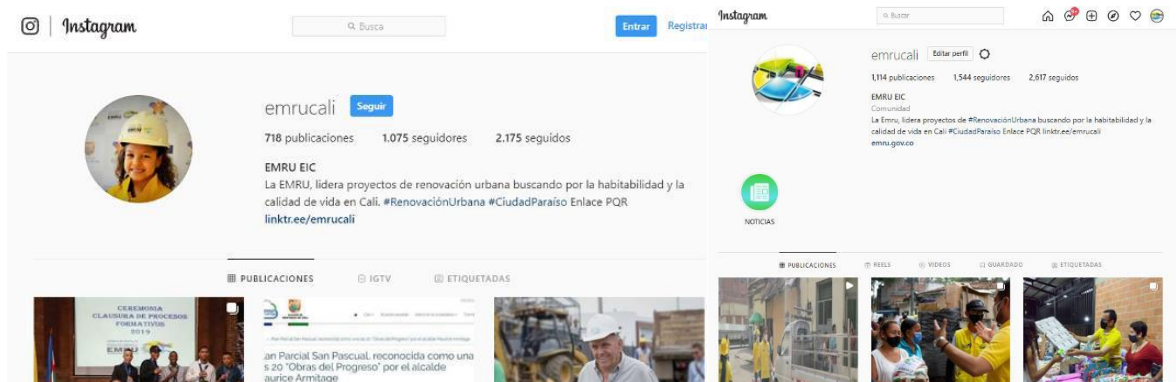 Instagram
Busca
Entrar
Registrar
emrucali
Seguir
718 publicaciones 1.075 seguidores 2.175 seguidos
EMRU EIC
La EMRU, lidera proyectos de renovación urbana buscando por la habitabilidad y la
calidad de vida en Cali. #RenovaciónUrbana #CiudadParaíso Enlace PQR
linktr.ee/emrucali
PUBLICACIONES
IGTV
ETIQUETADAS
CEREMONIA
CLAUSURA DE PROCESOS
FORMATIVOS
2019
an Parcial San Pascual, reconocida como una
s 20 "Obras del Progreso" por el alcalde
aurice Armitage
Instagram
Buscar
emrucali
Editar perfil
1,114 publicaciones 1,544 seguidores 2,617 seguidos
EMRU EIC
Comunidad
La Emru, lidera proyectos de #RenovaciónUrbana buscando por la habitabilidad y la
calidad de vida en Cali #CiudadParaíso Enlace PQR linktr.ee/emrucali
emru.gov.co
NOTICIAS
PUBLICACIONES
REELS
VIDEOS
GUARDADO
ETIQUETADAS